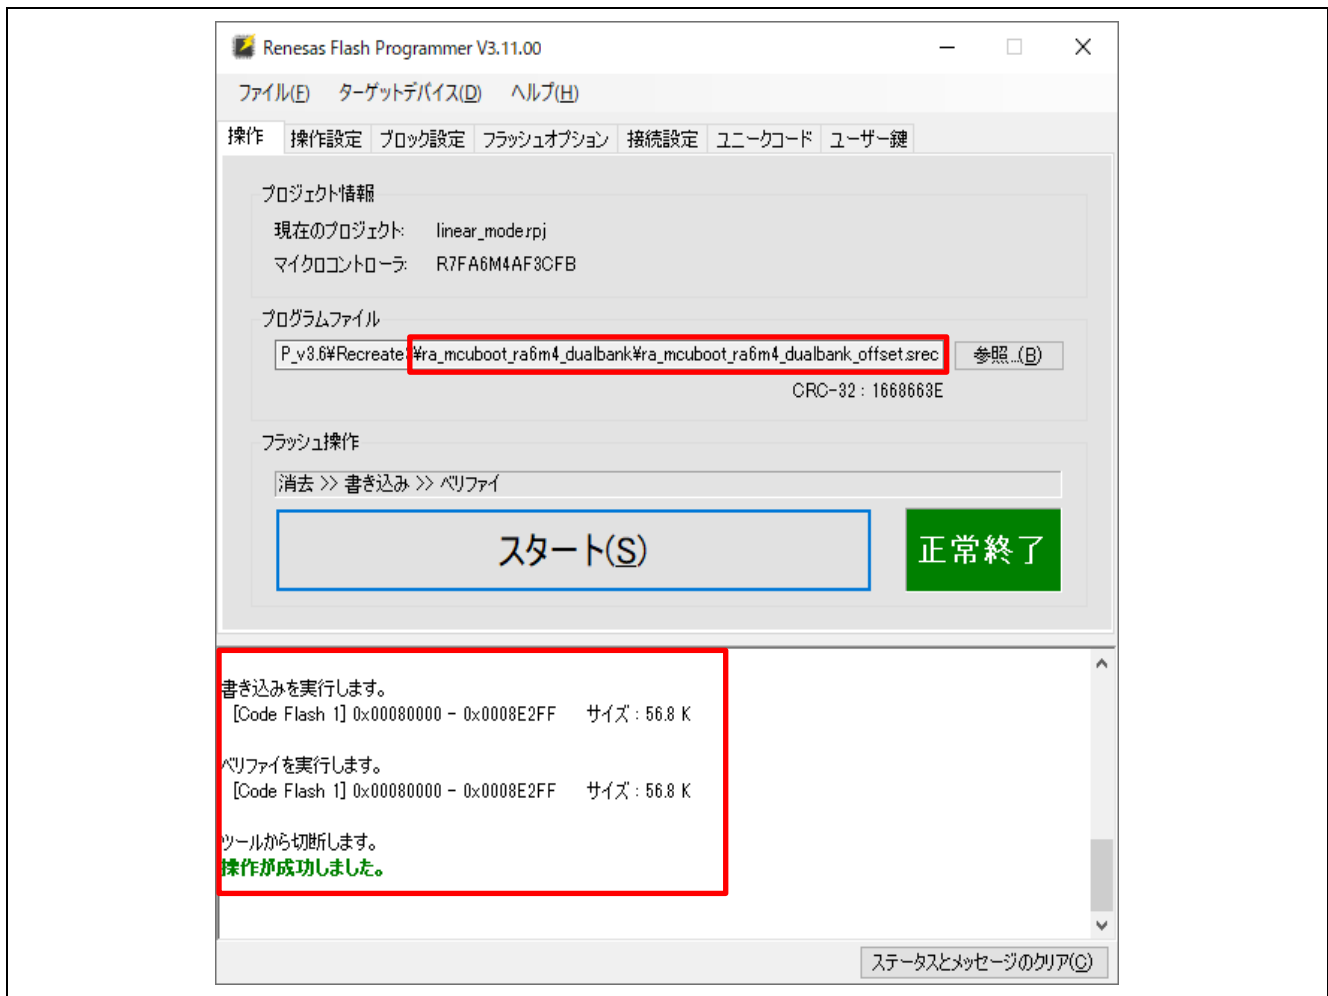 Renesas Flash Programmer V3.11.00
ファイル(F) ターゲットデバイス(D) ヘルプ(H)
操作 操作設定 ブロック設定 フラッシュオプション 接続設定 ユニークコード ユーザー鍵
プロジェクト情報
現在のプロジェクト: linear_mode.rpj
マイクロコントローラ: R7FA6M4AF3CFB
プログラムファイル
P_v3.6¥Recreate ¥ra_mcuboot_ra6m4_dualbank¥ra_mcuboot_ra6m4_dualbank_offset.srec 参照...(B)
CRC-32 : 1668663E
フラッシュ操作
消去 >> 書き込み >> ベリファイ
スタート(S) 正常終了
書き込みを実行します。
[Code Flash 1] 0x00080000 - 0x0008E2FF サイズ : 56.8 K
ベリファイを実行します。
[Code Flash 1] 0x00080000 - 0x0008E2FF サイズ : 56.8 K
ツールから切断します。
操作が成功しました。
ステータスとメッセージのクリア(C)